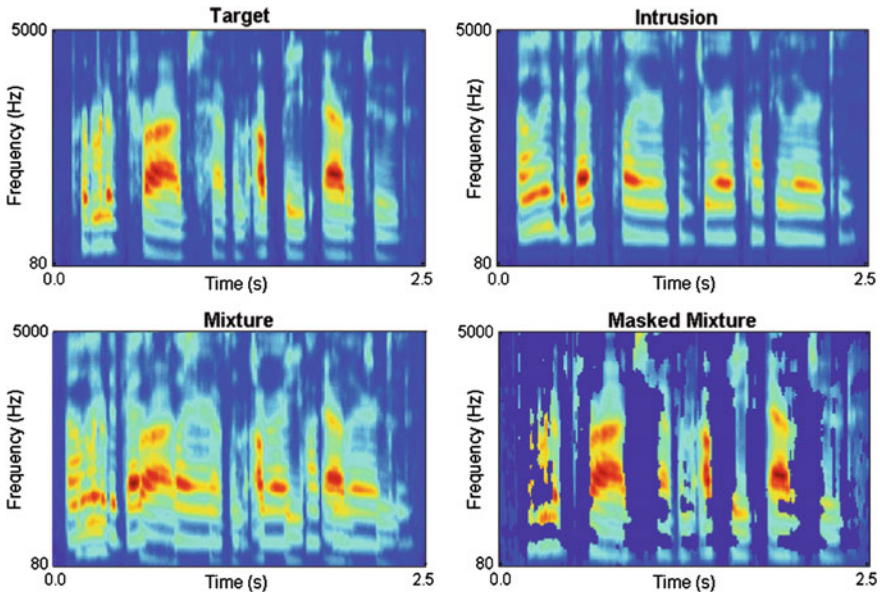 Target
5000
Frequency (Hz)
80
0.0
Time (s)
2.5
Intrusion
5000
Frequency (Hz)
80
0.0
Time (s)
2.5
Mixture
5000
Frequency (Hz)
80
0.0
Time (s)
2.5
Masked Mixture
5000
Frequency (Hz)
80
0.0
Time (s)
2.5